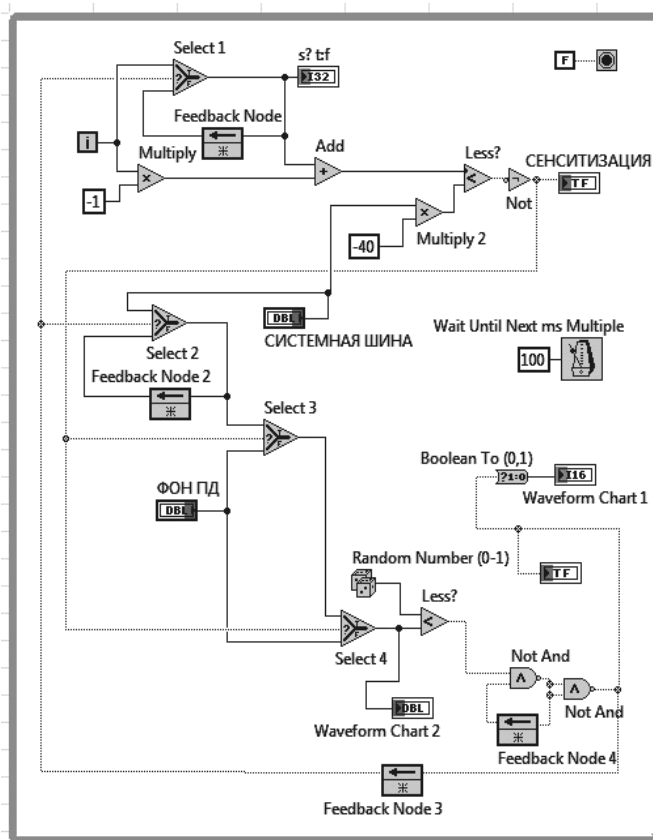 Select 1
s? t:f
I32
F
Feedback Node
i
Multiply
Add
Less?
СЕНСИТИЗАЦИЯ
TF
Not
-1
Multiply 2
-40
DBL
СИСТЕМНАЯ ШИНА
Wait Until Next ms Multiple
100
Select 2
Feedback Node 2
Select 3
Boolean To (0,1)
?1:0
I16
Waveform Chart 1
ФОН ПД
DBL
Random Number (0-1)
TF
Less?
Select 4
Not And
Not And
DBL
Waveform Chart 2
Feedback Node 4
Feedback Node 3